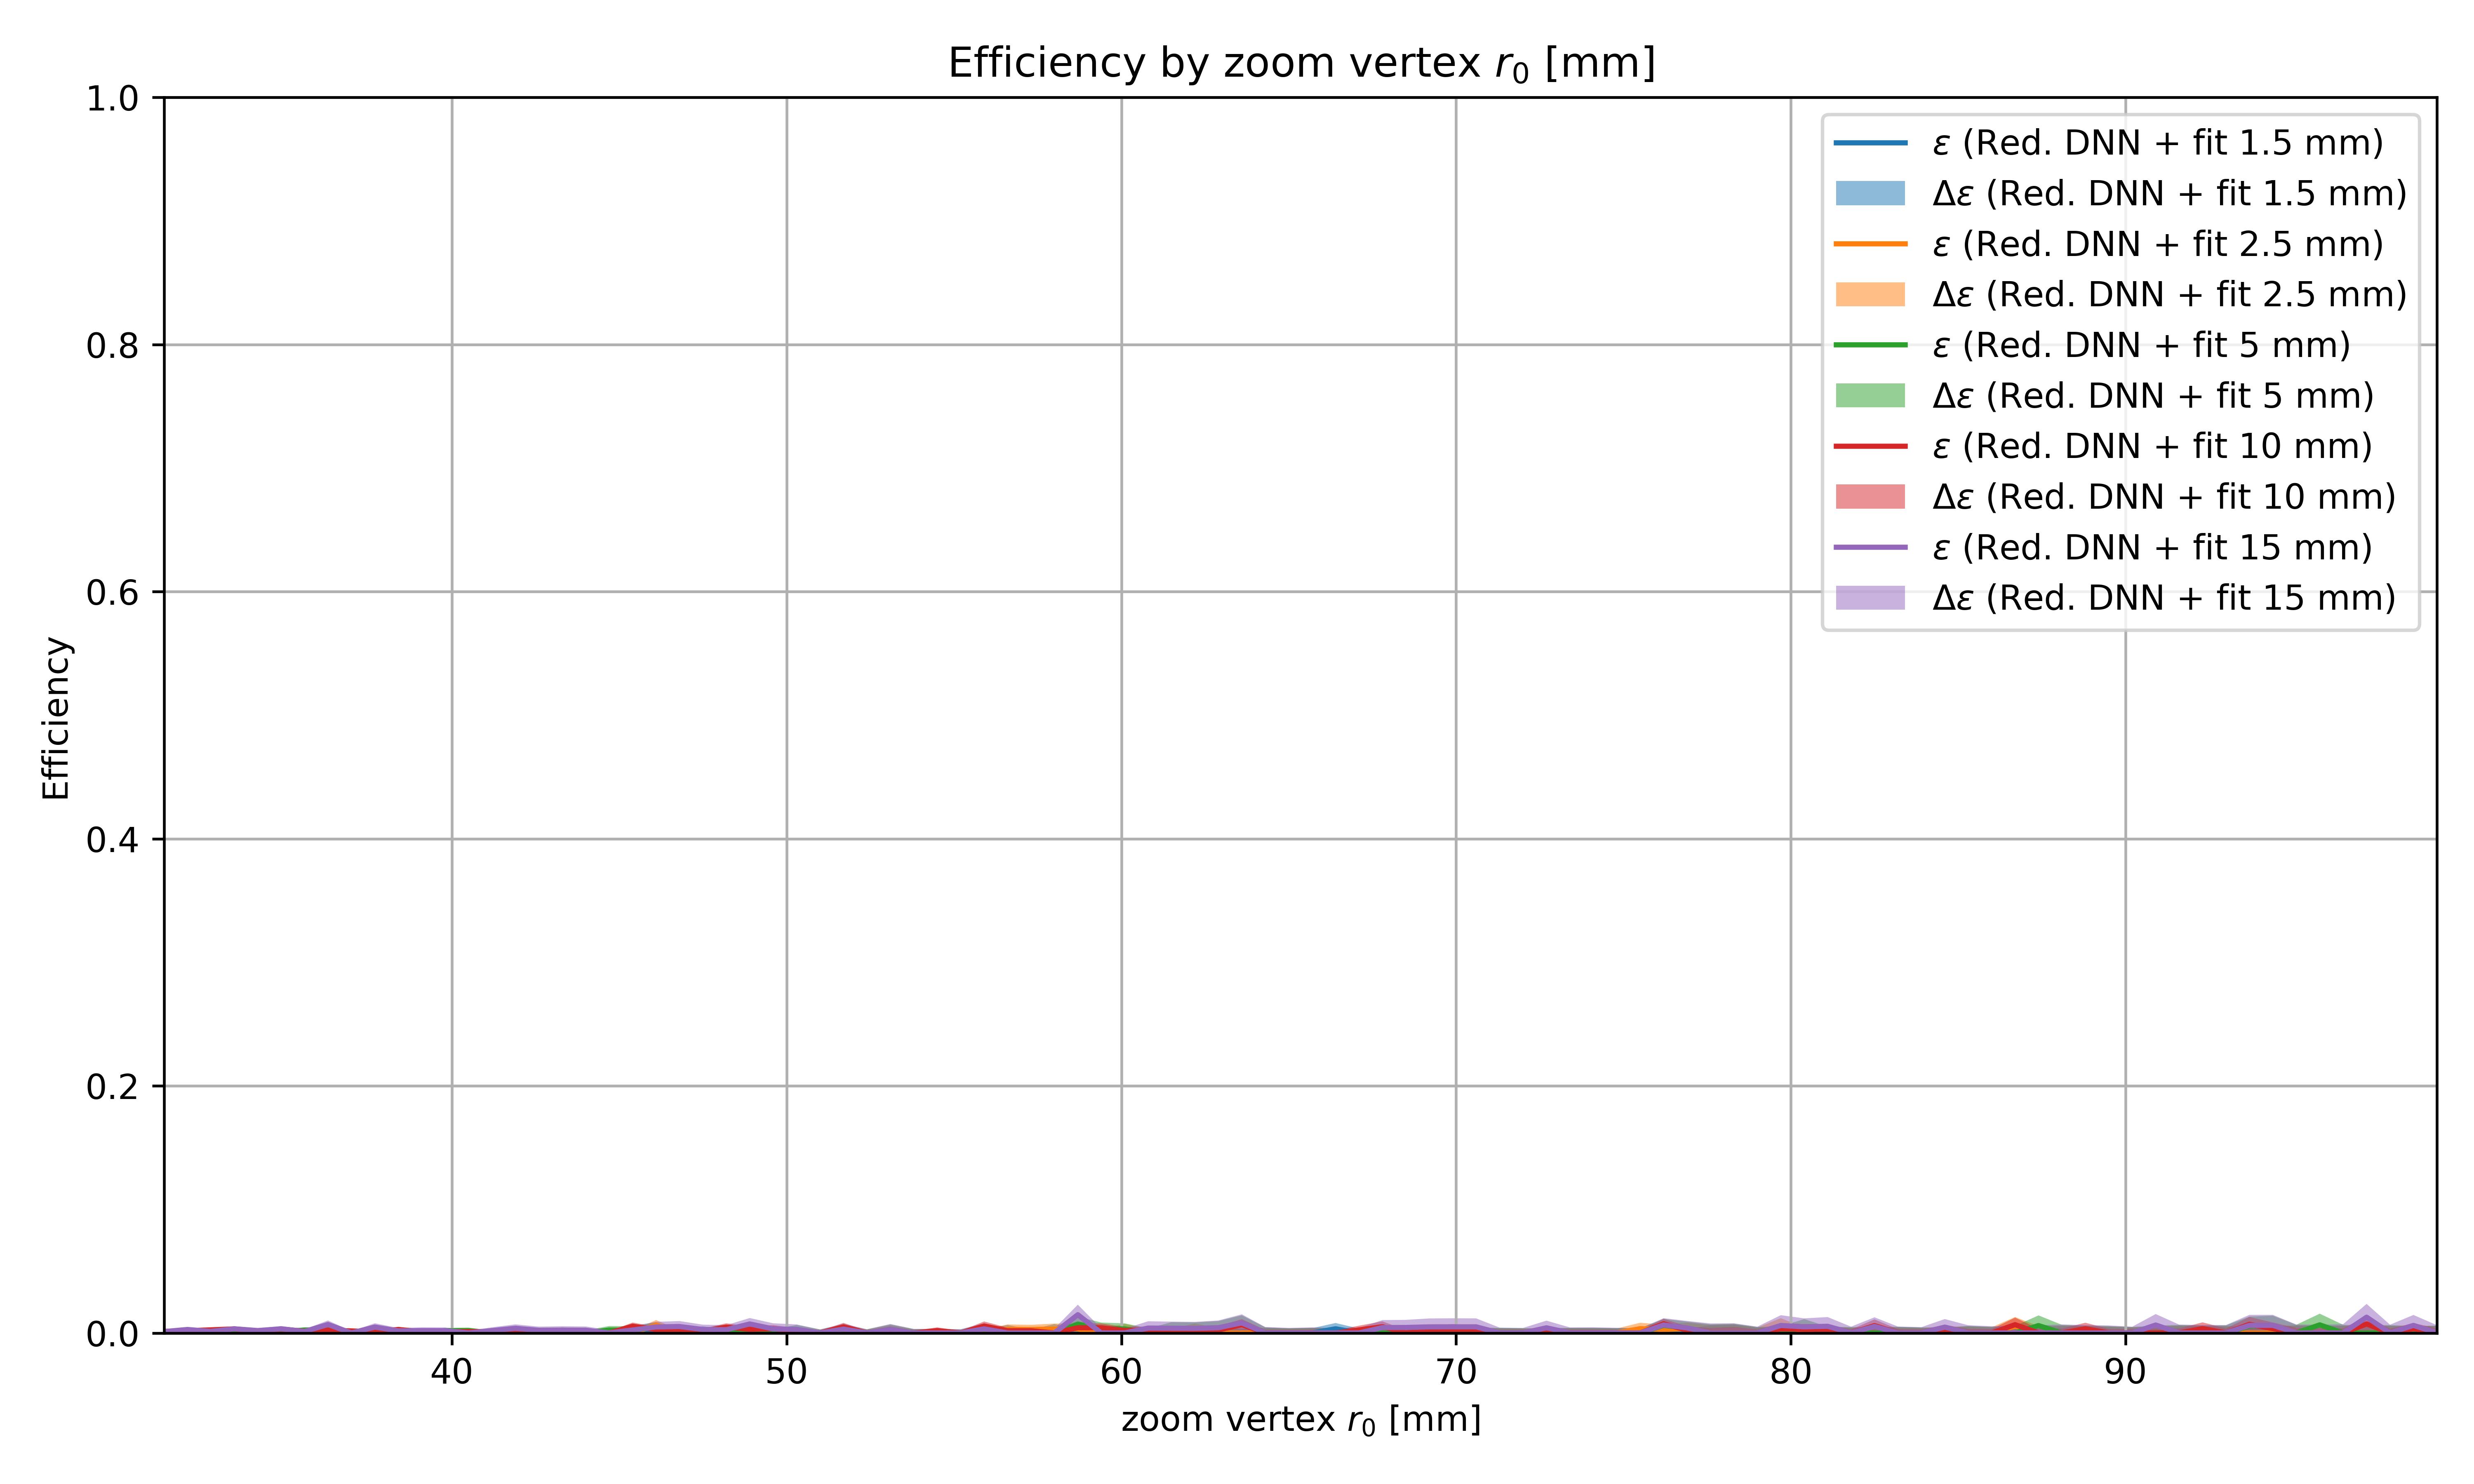 Efficiency by zoom vertex r₀ [mm]
1.0
0.8
0.6
0.4
0.2
0.0
Efficiency
ε (Red. DNN + fit 1.5 mm)
Δε (Red. DNN + fit 1.5 mm)
ε (Red. DNN + fit 2.5 mm)
Δε (Red. DNN + fit 2.5 mm)
ε (Red. DNN + fit 5 mm)
Δε (Red. DNN + fit 5 mm)
ε (Red. DNN + fit 10 mm)
Δε (Red. DNN + fit 10 mm)
ε (Red. DNN + fit 15 mm)
Δε (Red. DNN + fit 15 mm)
40 50 60 70 80 90
zoom vertex r₀ [mm]